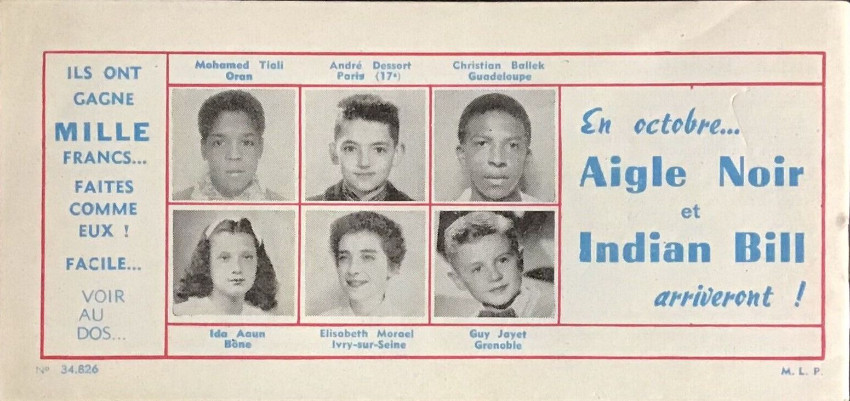 ILS ONT
GAGNE
MILLE
FRANCS...
FAITES
COMME
EUX !
FACILE...
VOIR
AU
DOS...
Mohamed Tiali
Oran
André Dessort
Paris (17e)
Christian Ballek
Guadeloupe
Ida Aaun
Bône
Elisabeth Morael
Ivry-sur-Seine
Guy Jayet
Grenoble
En octobre...
Aigle Noir
et
Indian Bill
arriveront !
No 34.826
M. L. P.